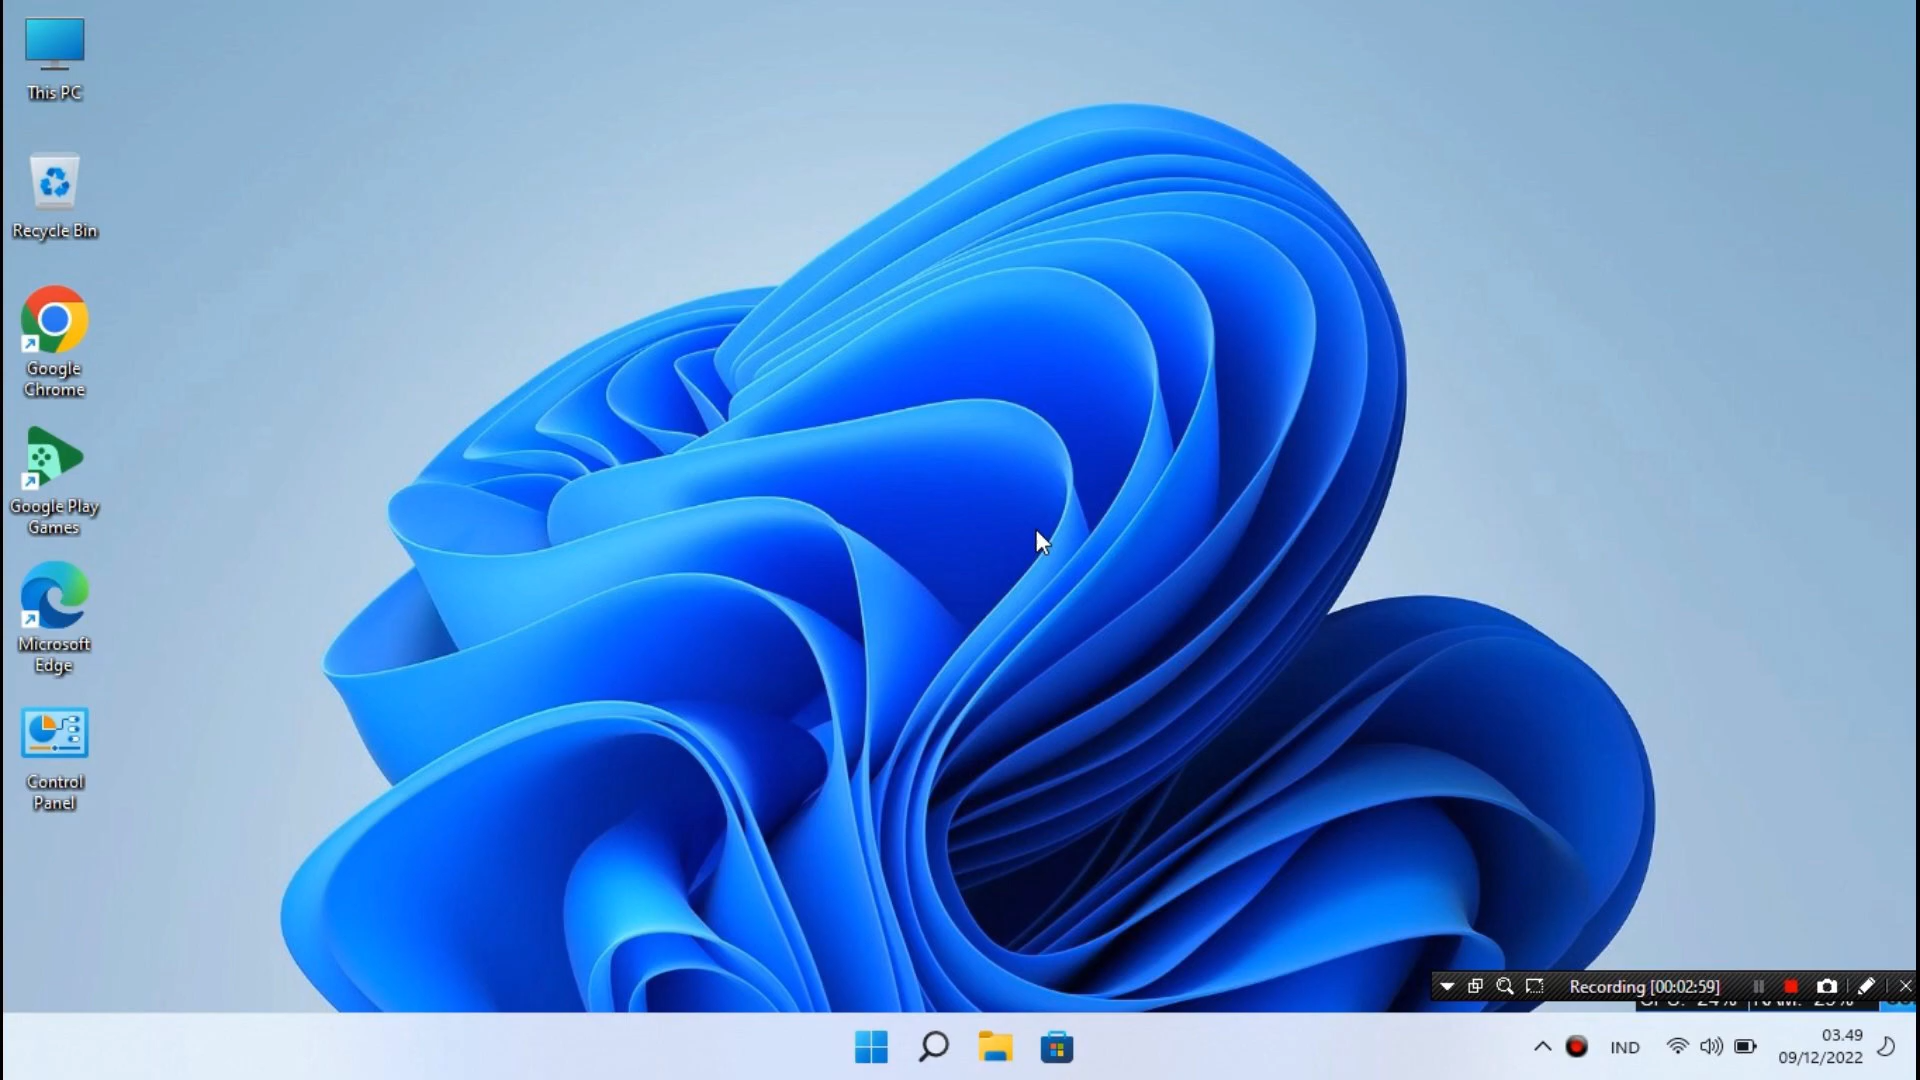 This PC
Recycle Bin
Google
Chrome
Google Play
Games
Microsoft
Edge
Control
Panel
Recording [00:02:59]
IND
03.49
09/12/2022